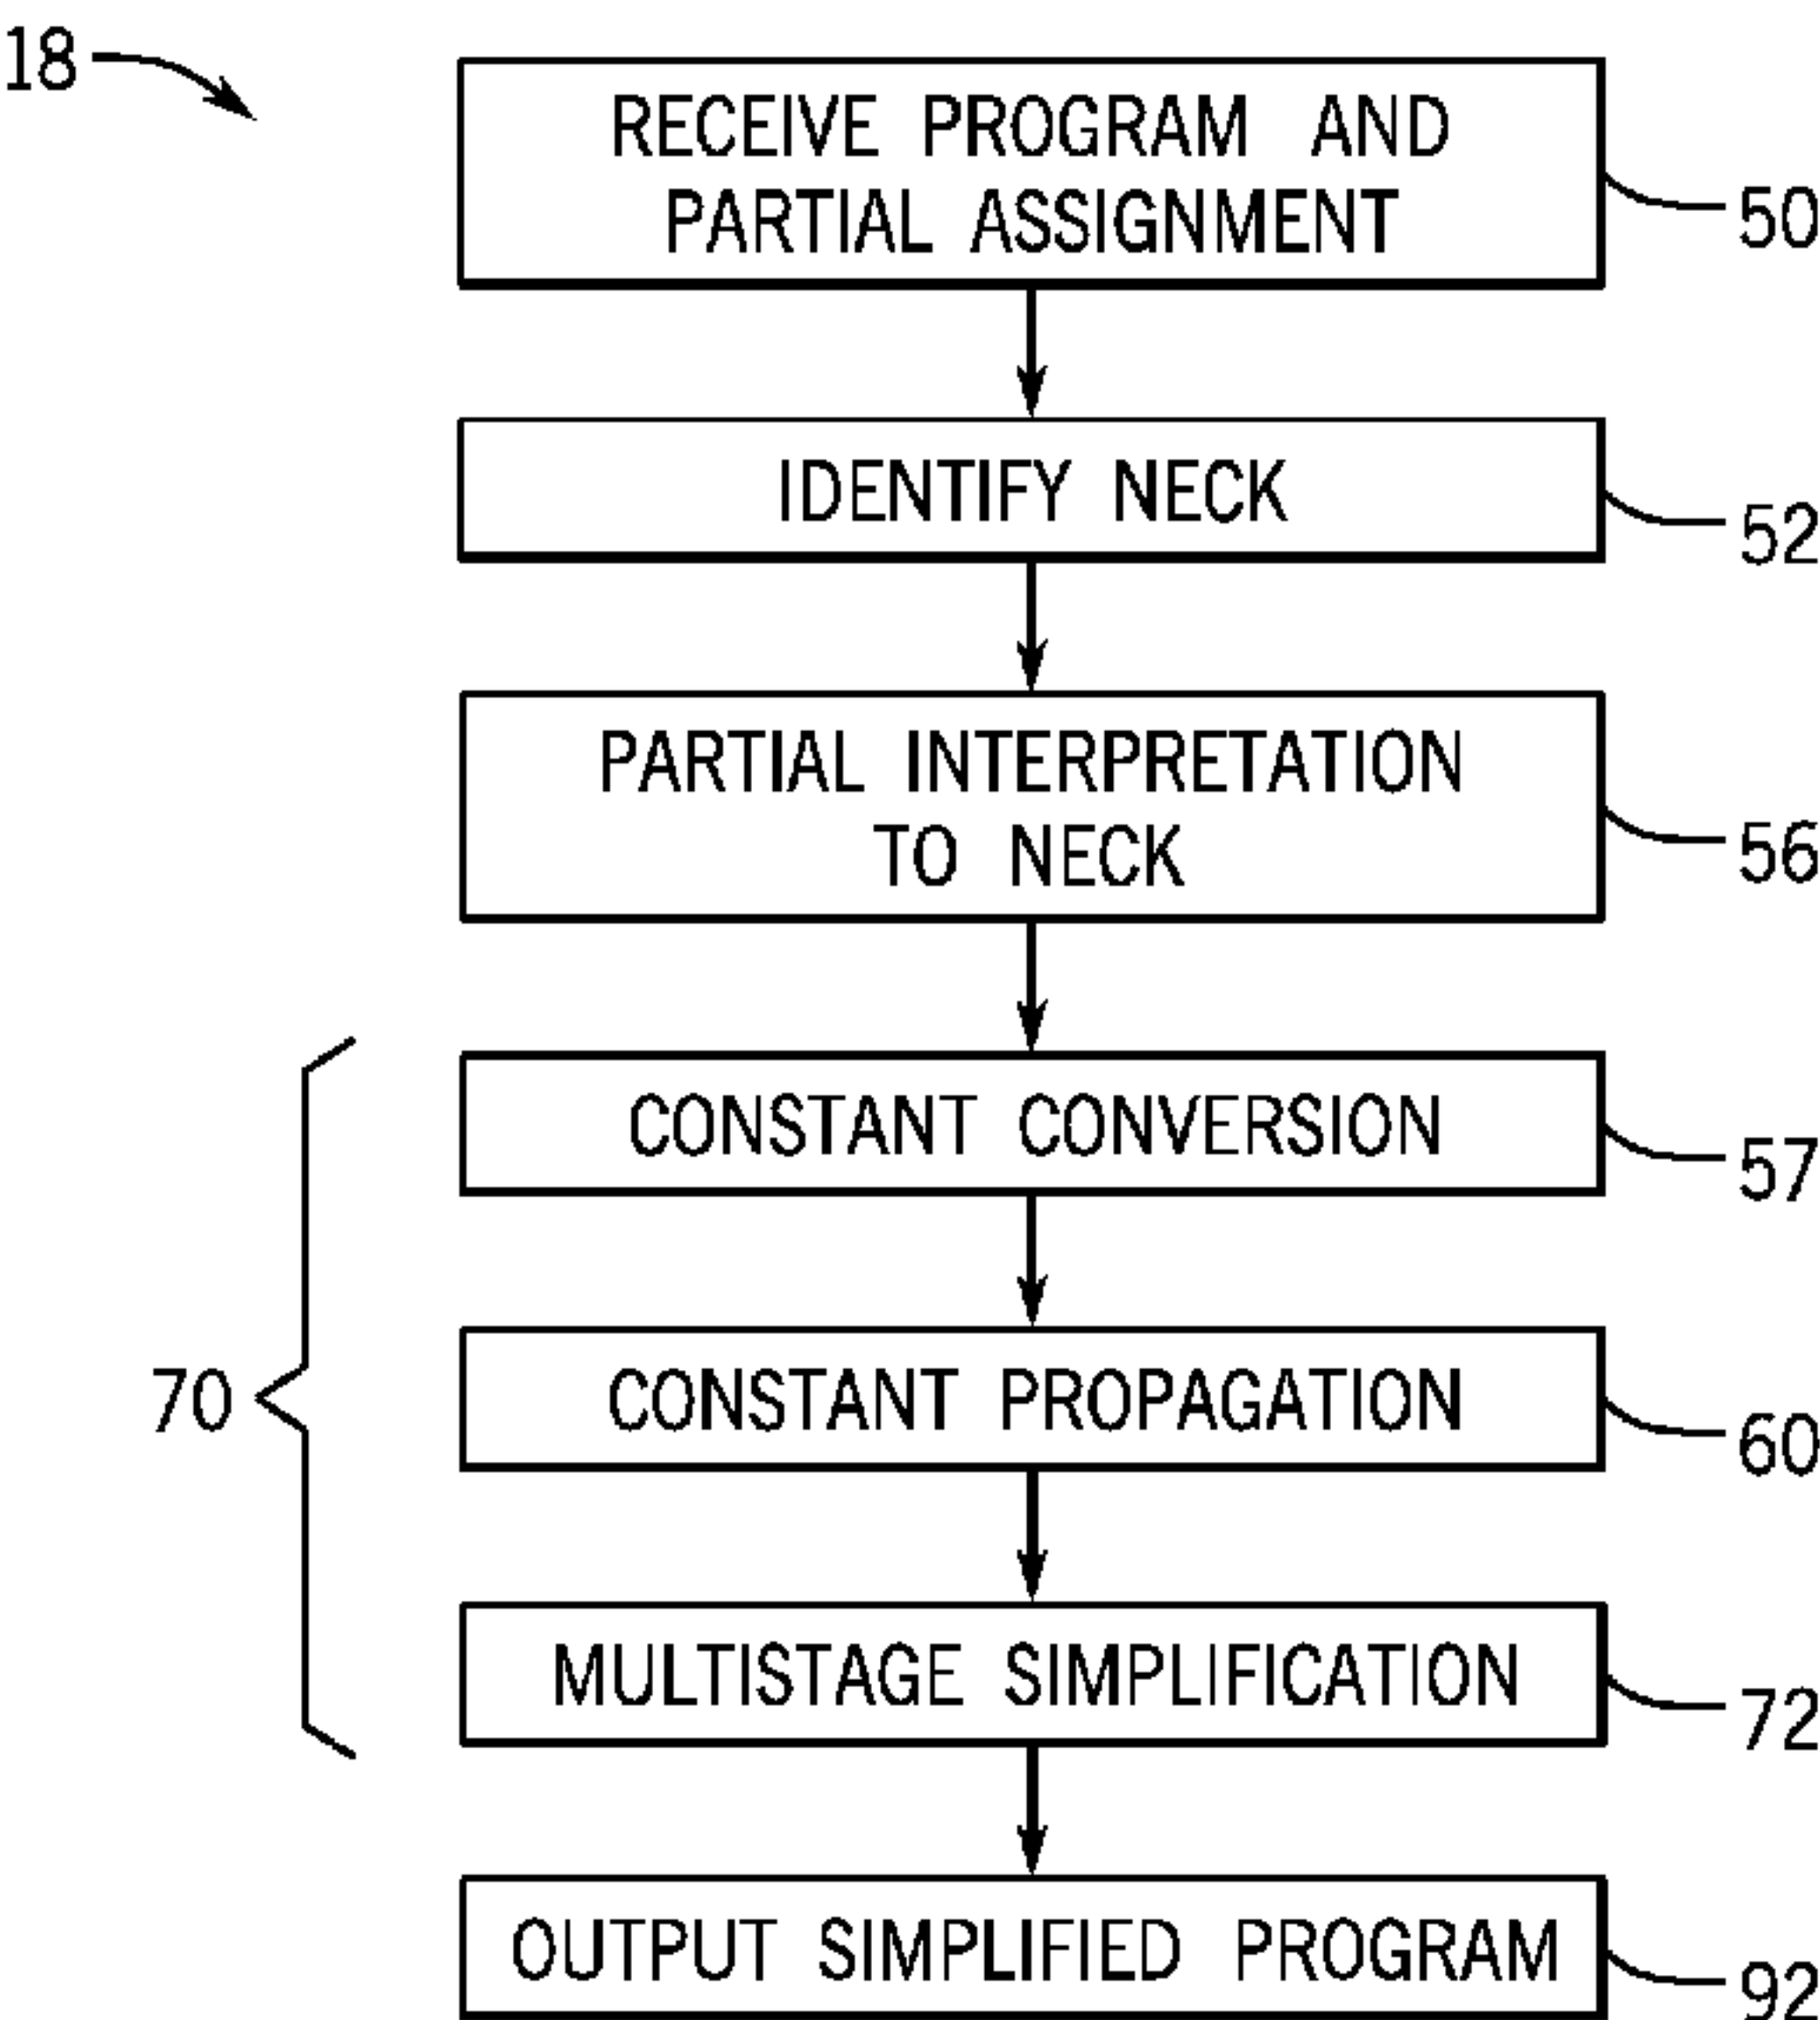 18
RECEIVE PROGRAM AND
PARTIAL ASSIGNMENT
50
IDENTIFY NECK
52
PARTIAL INTERPRETATION
TO NECK
56
CONSTANT CONVERSION
57
70
CONSTANT PROPAGATION
60
MULTISTAGE SIMPLIFICATION
72
OUTPUT SIMPLIFIED PROGRAM
92